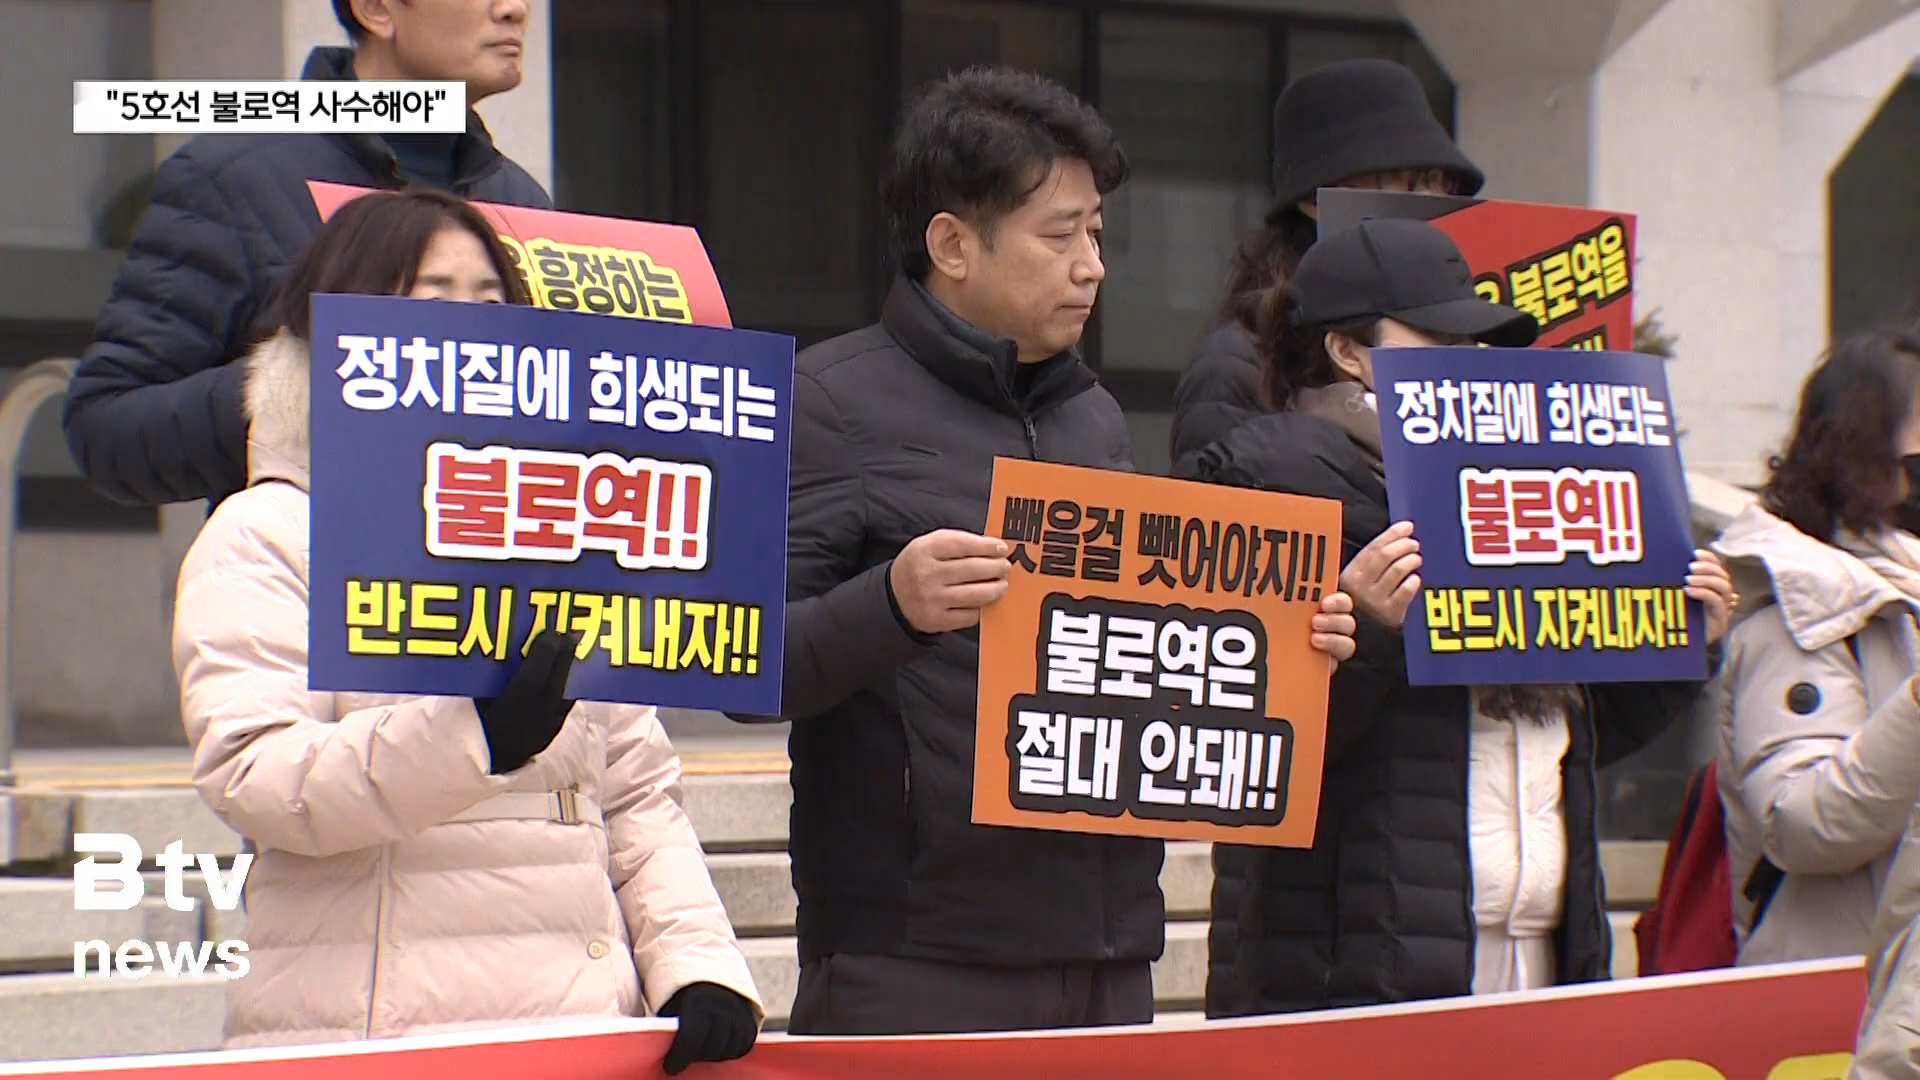 "5호선 불로역 사수해야"
흥정하는
불로역을
정치질에 희생되는
불로역!!
반드시 지켜내자!!
뺏을걸 뺏어야지!!
불로역은
절대 안돼!!
정치질에 희생되는
불로역!!
반드시 지켜내자!!
B tv
news